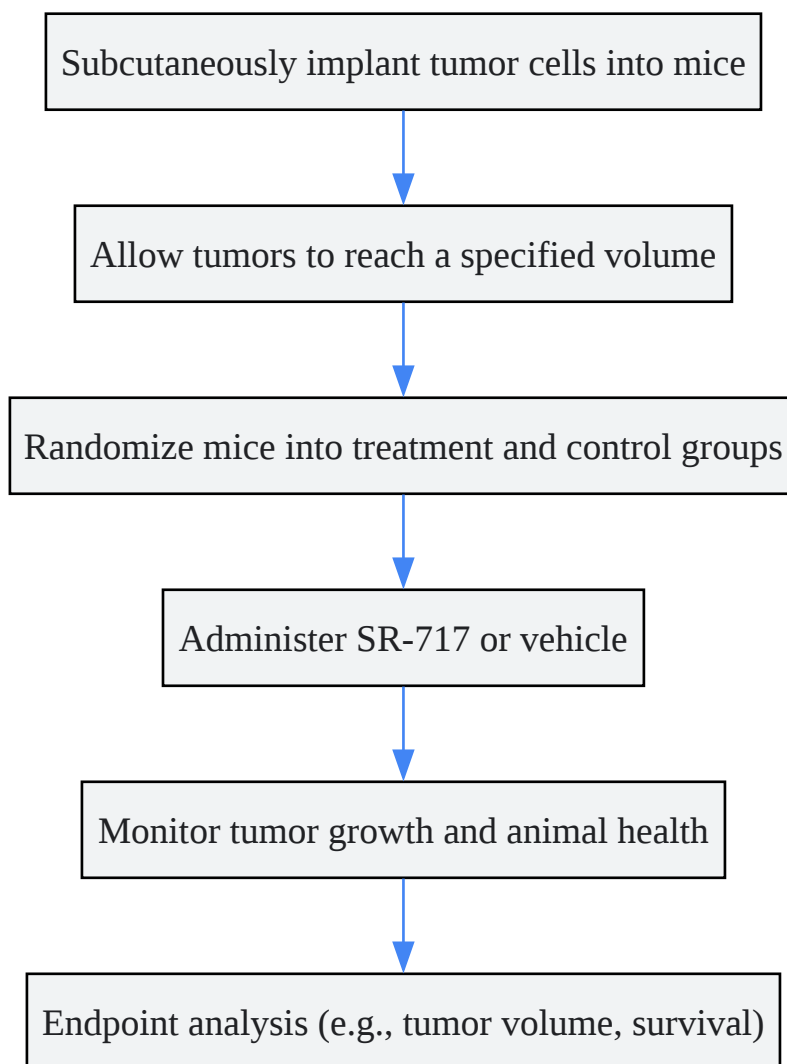 Subcutaneously implant tumor cells into mice
Allow tumors to reach a specified volume
Randomize mice into treatment and control groups
Administer SR-717 or vehicle
Monitor tumor growth and animal health
Endpoint analysis (e.g., tumor volume, survival)